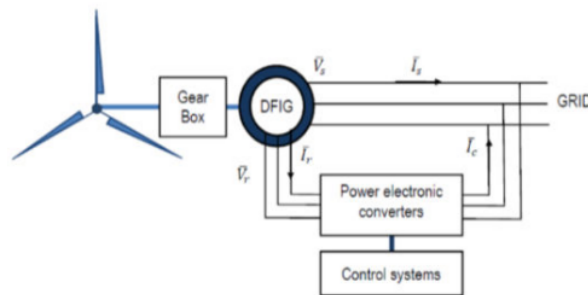 Gear
Box
DFIG
V̄s
Īs
GRID
V̄r
Īr
Īc
Power electronic
converters
Control systems